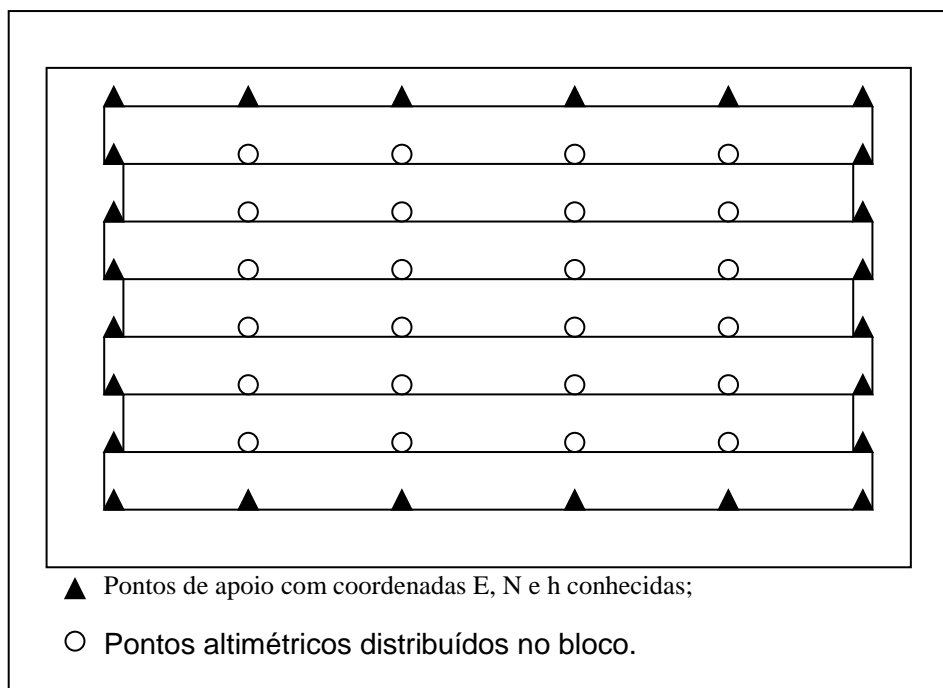 Pontos de apoio com coordenadas E, N e h conhecidas;
Pontos altimétricos distribuídos no bloco.